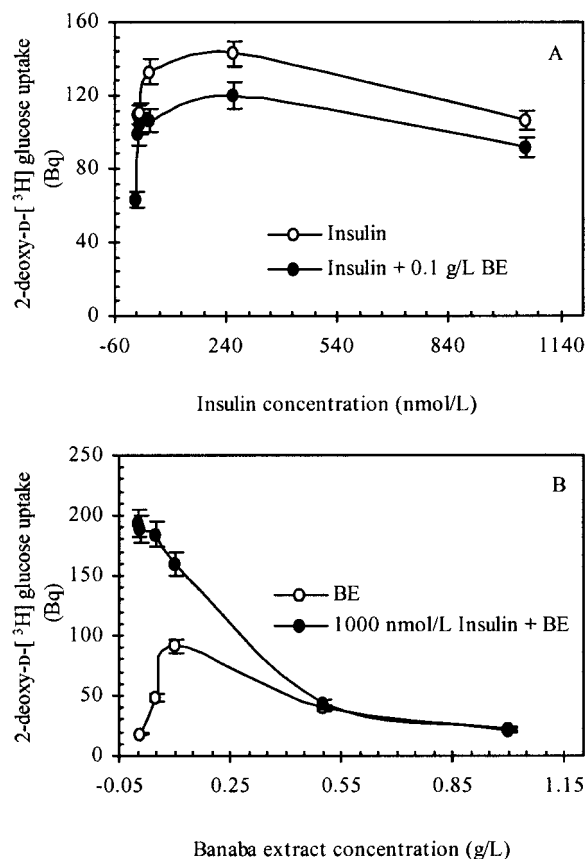 160
120
80
40
0
-60
240
540
840
1140
2-deoxy-D-[ ³H] glucose uptake
(Bq)
A
Insulin
Insulin + 0.1 g/L BE
Insulin concentration (nmol/L)
250
200
150
100
50
0
-0.05
0.25
0.55
0.85
1.15
2-deoxy-D-[ ³H] glucose uptake
(Bq)
B
BE
1000 nmol/L Insulin + BE
Banaba extract concentration (g/L)